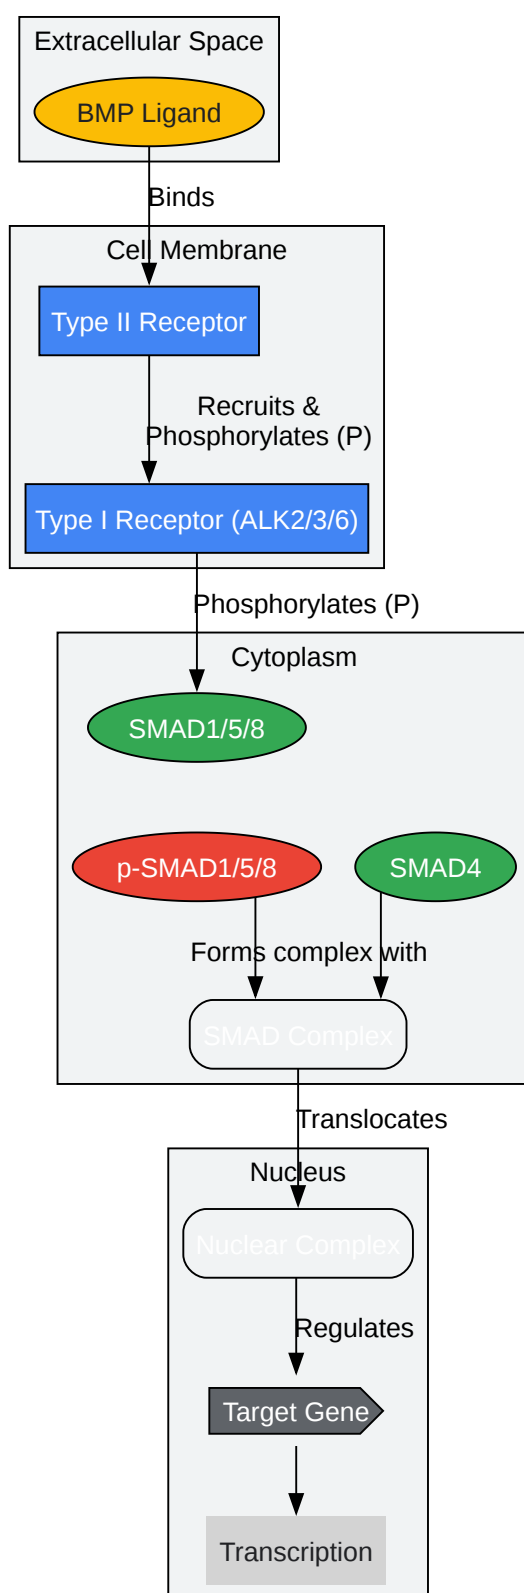 Extracellular Space
BMP Ligand
Binds
Cell Membrane
Type II Receptor
Recruits &
Phosphorylates (P)
Type I Receptor (ALK2/3/6)
Phosphorylates (P)
Cytoplasm
SMAD1/5/8
p-SMAD1/5/8
SMAD4
Forms complex with
SMAD Complex
Translocates
Nucleus
Nuclear Complex
Regulates
Target Gene
Transcription